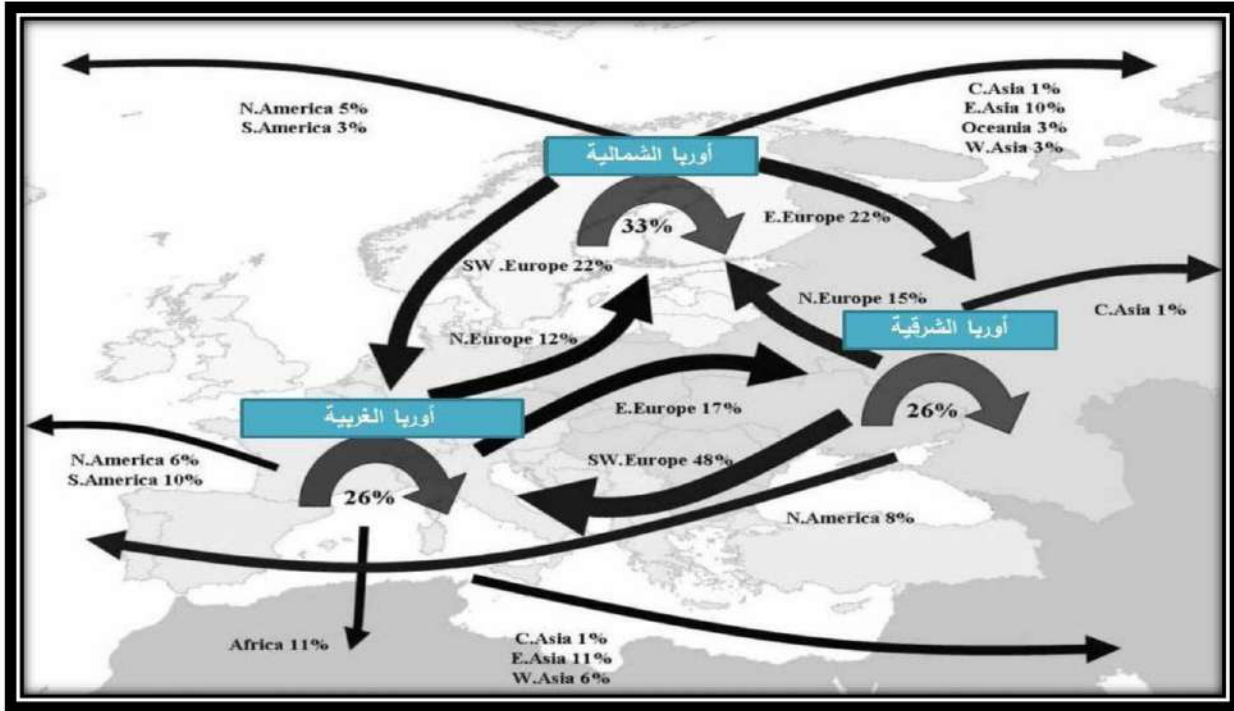 N.America 5%
S.America 3%
C.Asia 1%
E.Asia 10%
Oceania 3%
W.Asia 3%
أوربا الشمالية
33%
E.Europe 22%
SW .Europe 22%
N.Europe 15%
C.Asia 1%
أوربا الشرقية
N.Europe 12%
أوربا الغربية
E.Europe 17%
26%
SW.Europe 48%
N.America 6%
S.America 10%
26%
N.America 8%
Africa 11%
C.Asia 1%
E.Asia 11%
W.Asia 6%